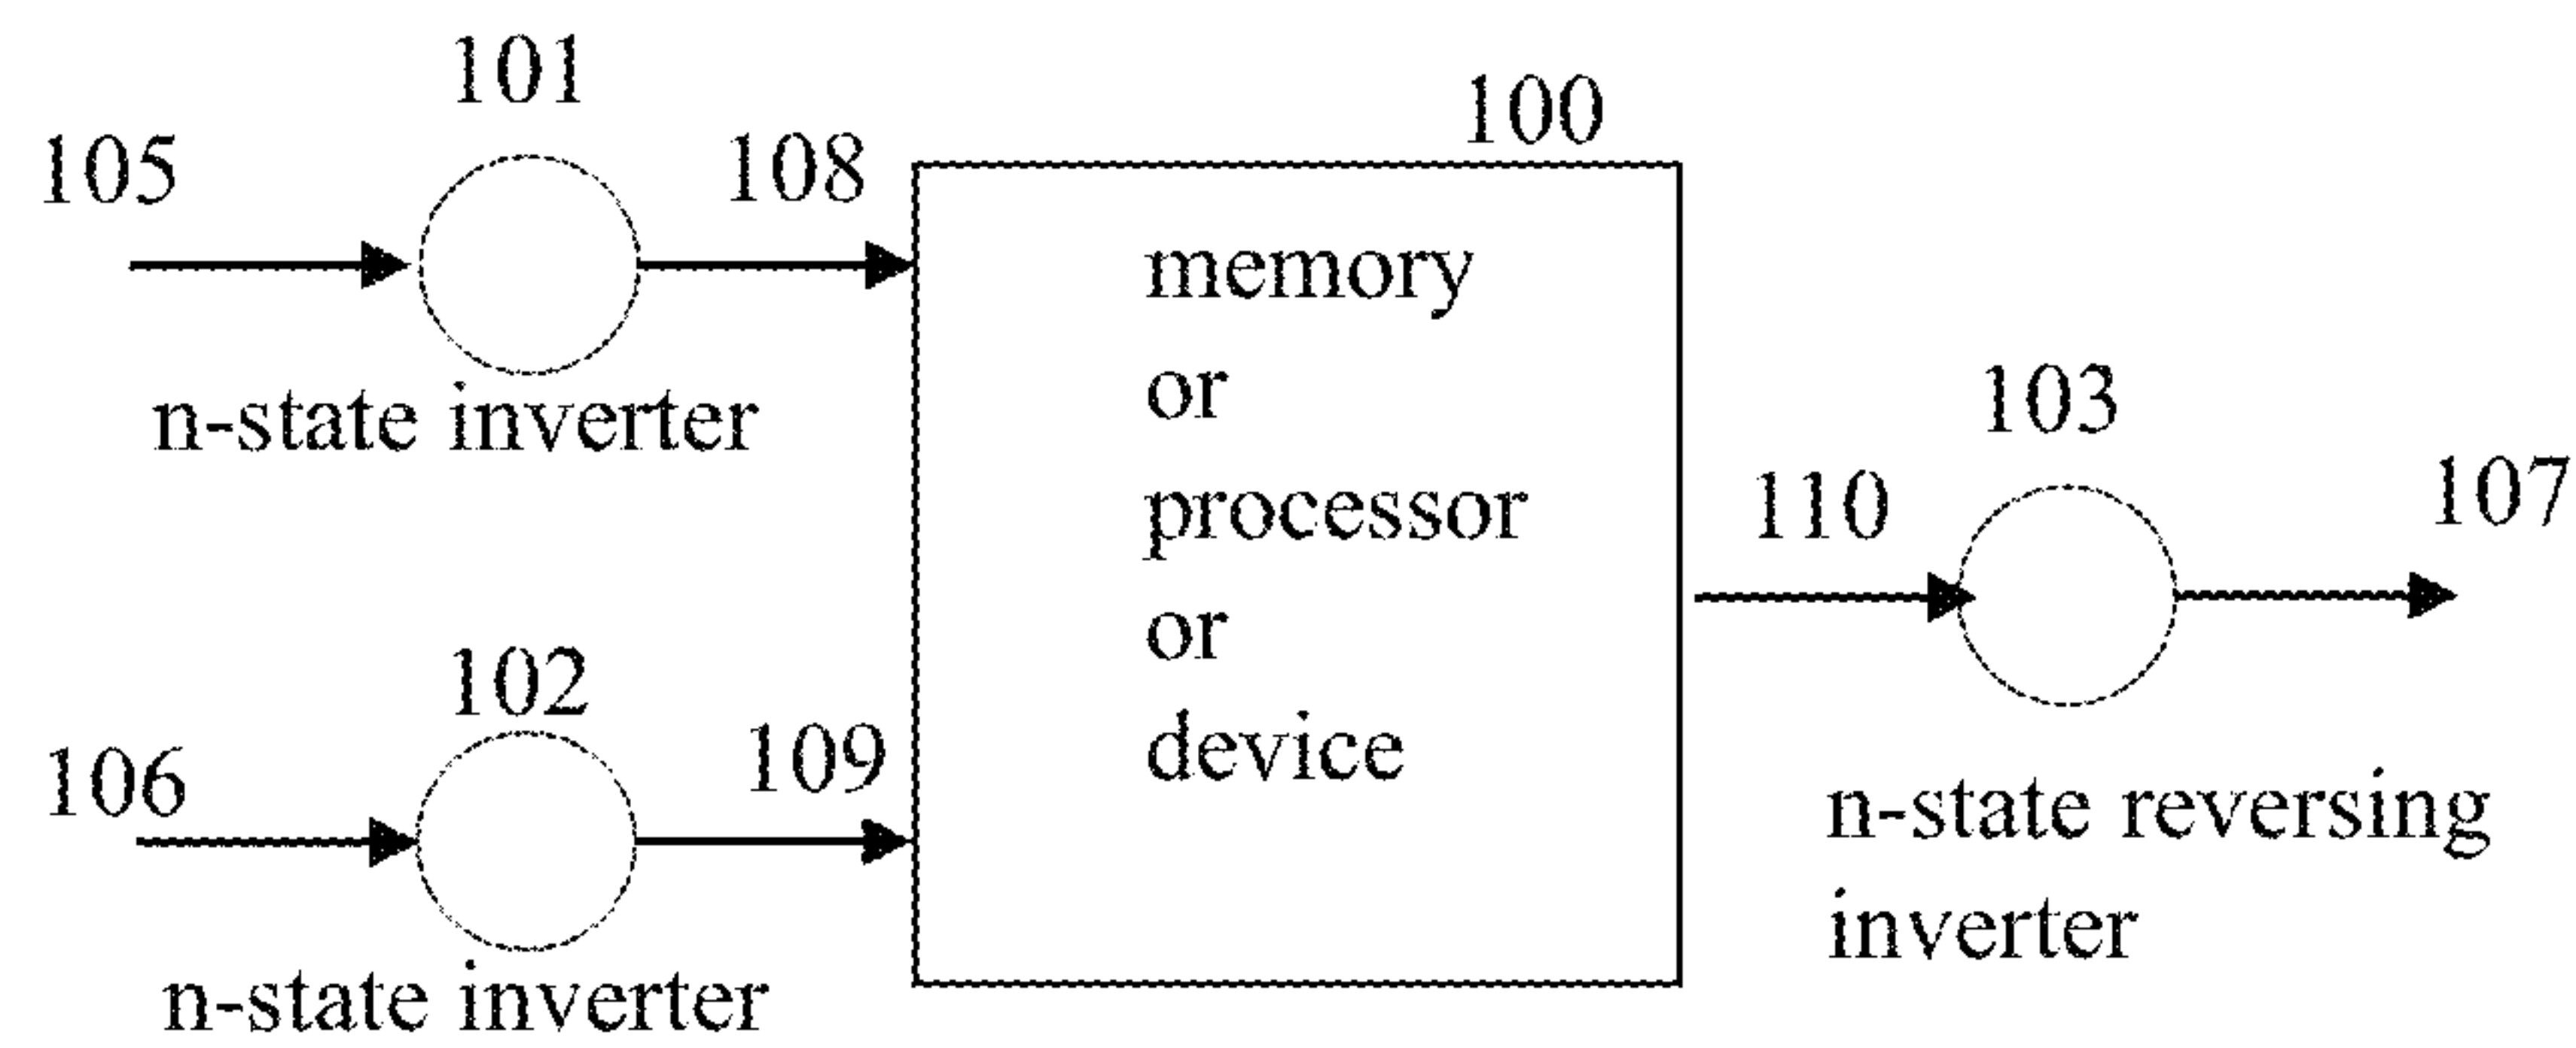 101
105
108
n-state inverter
100
memory
or
processor
or
device
102
106
109
n-state inverter
103
110
107
n-state reversing
inverter